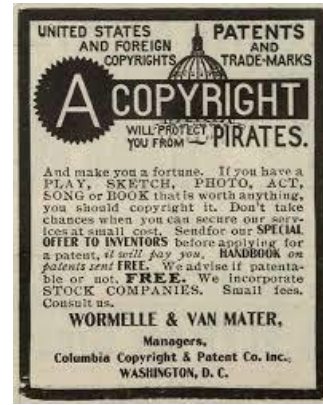 UNITED STATES PATENTS
AND FOREIGN AND
COPYRIGHTS TRADE-MARKS
A COPYRIGHT
WILL PROTECT
YOU FROM PIRATES.
And make you a fortune. If you have a
PLAY, SKETCH, PHOTO, ACT,
SONG or BOOK that is worth anything,
you should copyright it. Don't take
chances when you can secure our serv-
ices at small cost. Send for our SPECIAL
OFFER TO INVENTORS before applying for
a patent, it will pay you. HANDBOOK on
patents sent FREE. We advise if patenta-
ble or not. FREE. We incorporate
STOCK COMPANIES. Small fees.
Consult us.
WORMELLE & VAN MATER,
Managers,
Columbia Copyright & Patent Co. Inc.,
WASHINGTON, D. C.